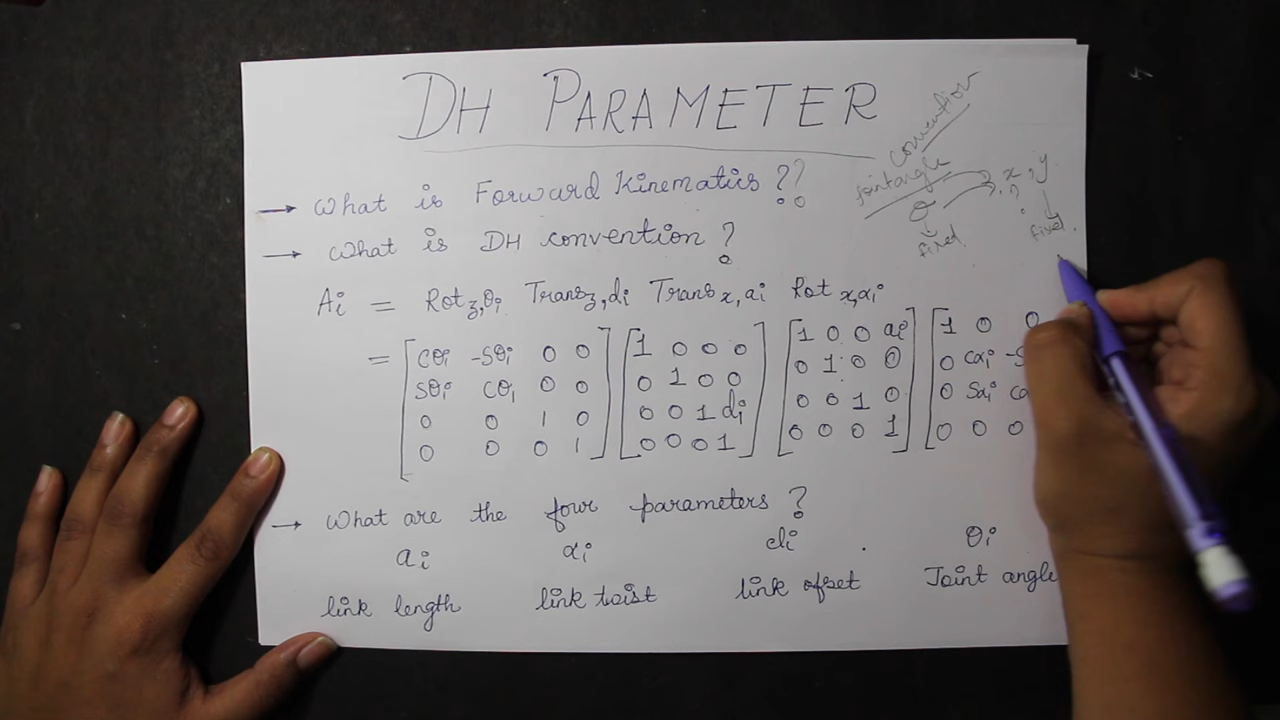 DH PARAMETER
convention
→ What is Forward Kinematics ??
jointangle
θ
x, y
? ?
fixed
fixed.
→ What is DH convention ?
Ai = Rotz,θi Transz,di Transx,ai Rotx,αi
= [cθi -sθi 0 0] [1 0 0 0] [1 0 0 ai] [1 0 0
sθi cθi 0 0 0 1 0 0 0 1 0 0 0 cαi -s
0 0 1 0 0 0 1 di 0 0 1 0 0 sαi cα
0 0 0 1 0 0 0 1 0 0 0 1 0 0 0
→ What are the four parameters ?
ai αi di θi
link length link toist link ofset Joint angle